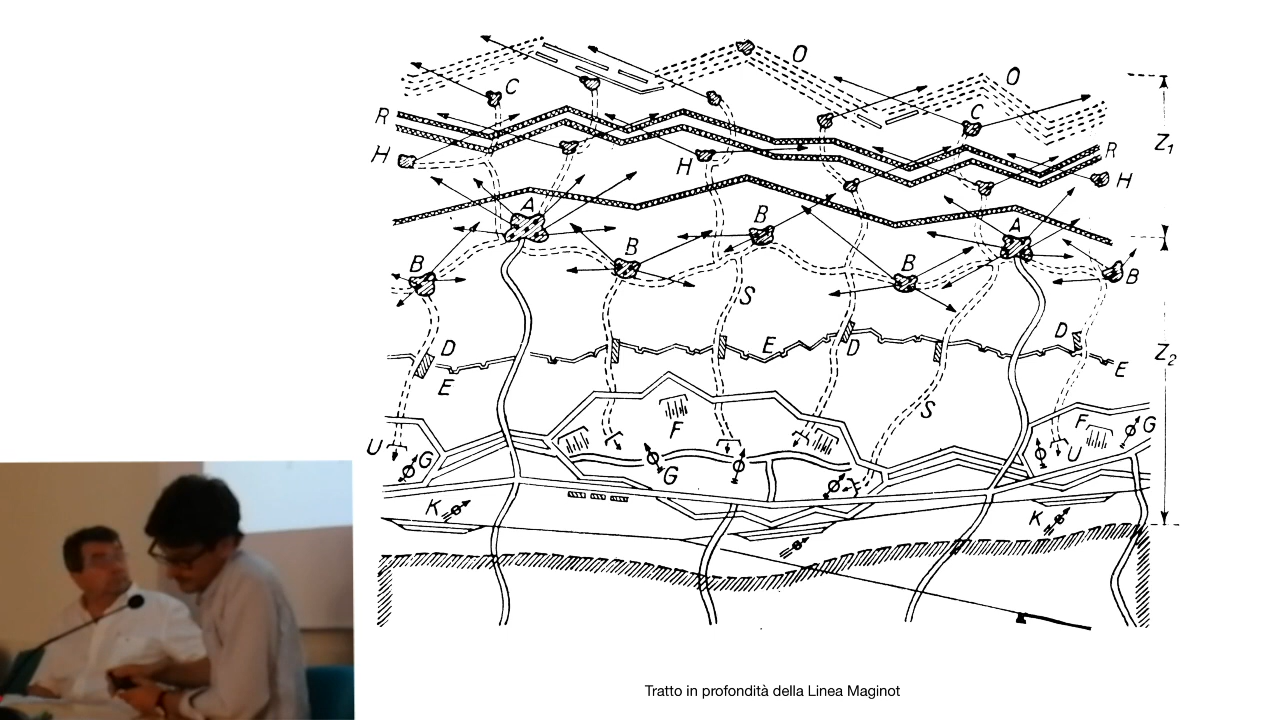 O
O
C
C
R
Z₁
H
R
H
H
A
B
A
B
B
B
B
S
D
D
D
E
E
Z₂
E
S
F
F
G
U
G
U
G
K
K
Tratto in profondità della Linea Maginot